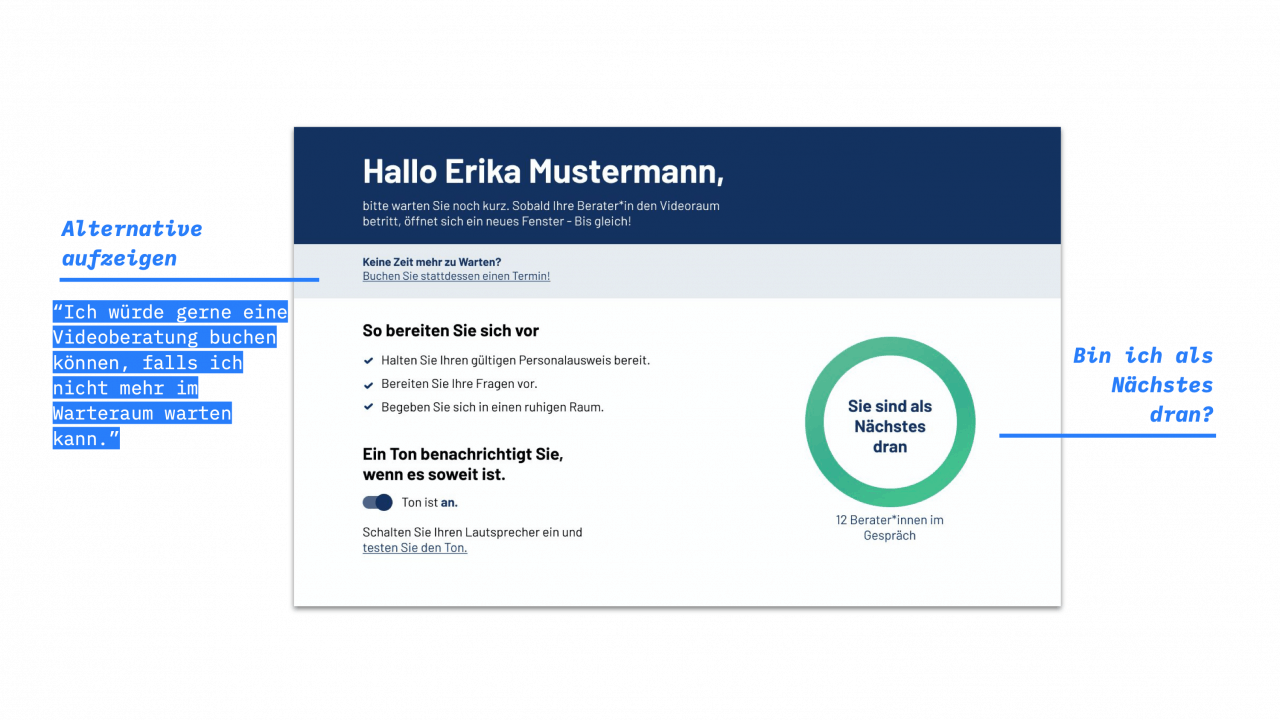 Alternative
aufzeigen
“Ich würde gerne eine
Videoberatung buchen
können, falls ich
nicht mehr im
Warteraum warten
kann.”
Hallo Erika Mustermann,
bitte warten Sie noch kurz. Sobald Ihre Berater*in den Videoraum
betritt, öffnet sich ein neues Fenster - Bis gleich!
Keine Zeit mehr zu Warten?
Buchen Sie stattdessen einen Termin!
So bereiten Sie sich vor
Halten Sie Ihren gültigen Personalausweis bereit.
Bereiten Sie Ihre Fragen vor.
Begeben Sie sich in einen ruhigen Raum.
Ein Ton benachrichtigt Sie,
wenn es soweit ist.
Ton ist an.
Schalten Sie Ihren Lautsprecher ein und
testen Sie den Ton.
Sie sind als
Nächstes
dran
12 Berater*innen im
Gespräch
Bin ich als
Nächstes
dran?